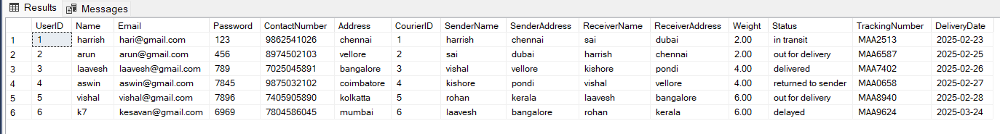 Results Messages
UserID Name Email Password ContactNumber Address CourierID SenderName SenderAddress ReceiverName ReceiverAddress Weight Status TrackingNumber DeliveryDate
1 1 harrish hari@gmail.com 123 9862541026 chennai 1 harrish chennai sai dubai 2.00 in transit MAA2513 2025-02-23
2 2 arun arun@gmail.com 456 8974502103 vellore 2 sai dubai harrish chennai 2.00 out for delivery MAA6587 2025-02-25
3 3 laavesh laavesh@gmail.com 789 7025045891 bangalore 3 vishal vellore kishore pondi 4.00 delivered MAA7402 2025-02-26
4 4 aswin aswin@gmail.com 7845 9875032102 coimbatore 4 kishore pondi vishal vellore 4.00 returned to sender MAA0658 2025-02-27
5 5 vishal vishal@gmail.com 7896 7405905890 kolkatta 5 rohan kerala laavesh bangalore 6.00 out for delivery MAA8940 2025-02-28
6 6 k7 kesavan@gmail.com 6969 7804586045 mumbai 6 laavesh bangalore rohan kerala 6.00 delayed MAA9624 2025-03-24